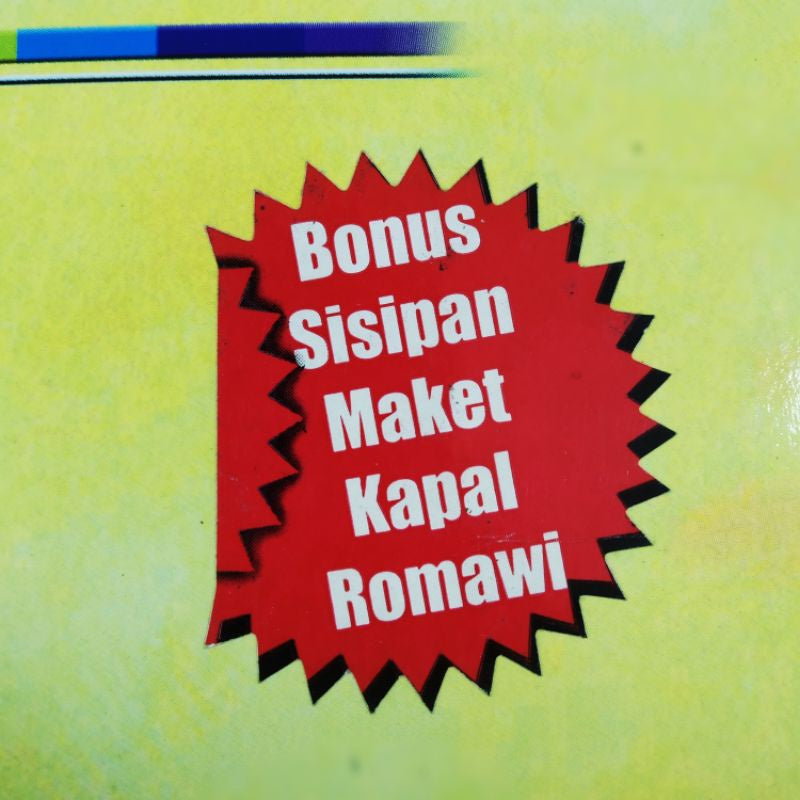 Bonus
Sisipan
Maket
Kapal
Romawi